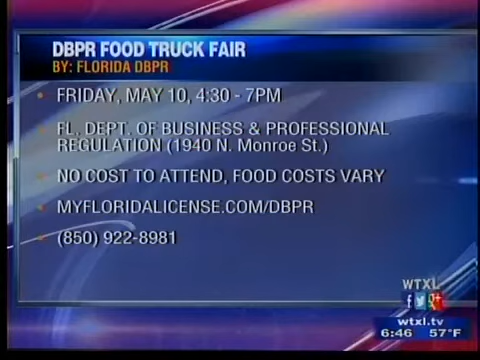 DBPR FOOD TRUCK FAIR
BY: FLORIDA DBPR
FRIDAY, MAY 10, 4:30 - 7PM
FL, DEPT. OF BUSINESS & PROFESSIONAL
REGULATION (1940 N. Monroe St.)
NO COST TO ATTEND, FOOD COSTS VARY
MYFLORIDALICENSE.COM/DBPR
(850) 922-8981
WTXL
f g+
wtxl.tv
6:46 57°F